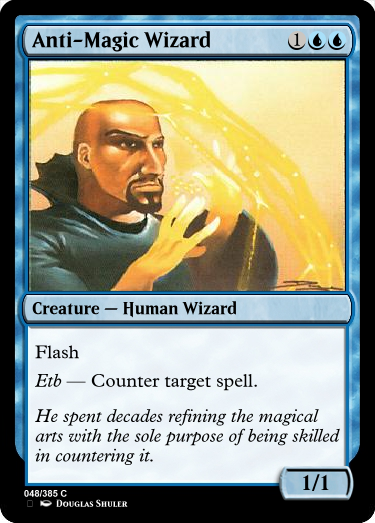 Anti-Magic Wizard 1
Creature — Human Wizard
Flash
Etb — Counter target spell.
He spent decades refining the magical
arts with the sole purpose of being skilled
in countering it.
1/1
048/385 C
Douglas Shuler